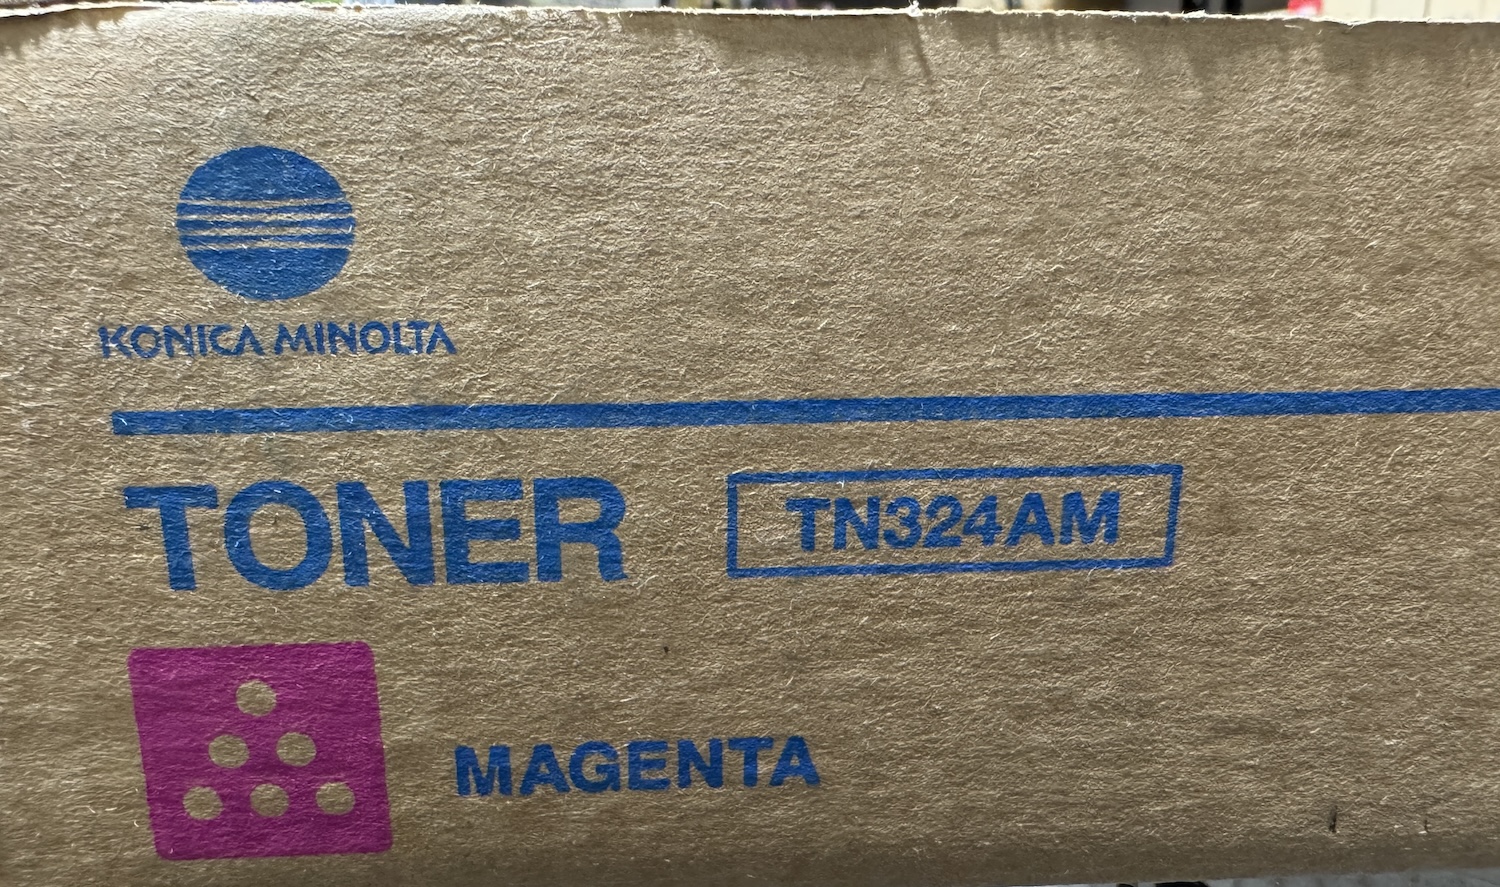 KONICA MINOLTA
TONER TN324AM
MAGENTA